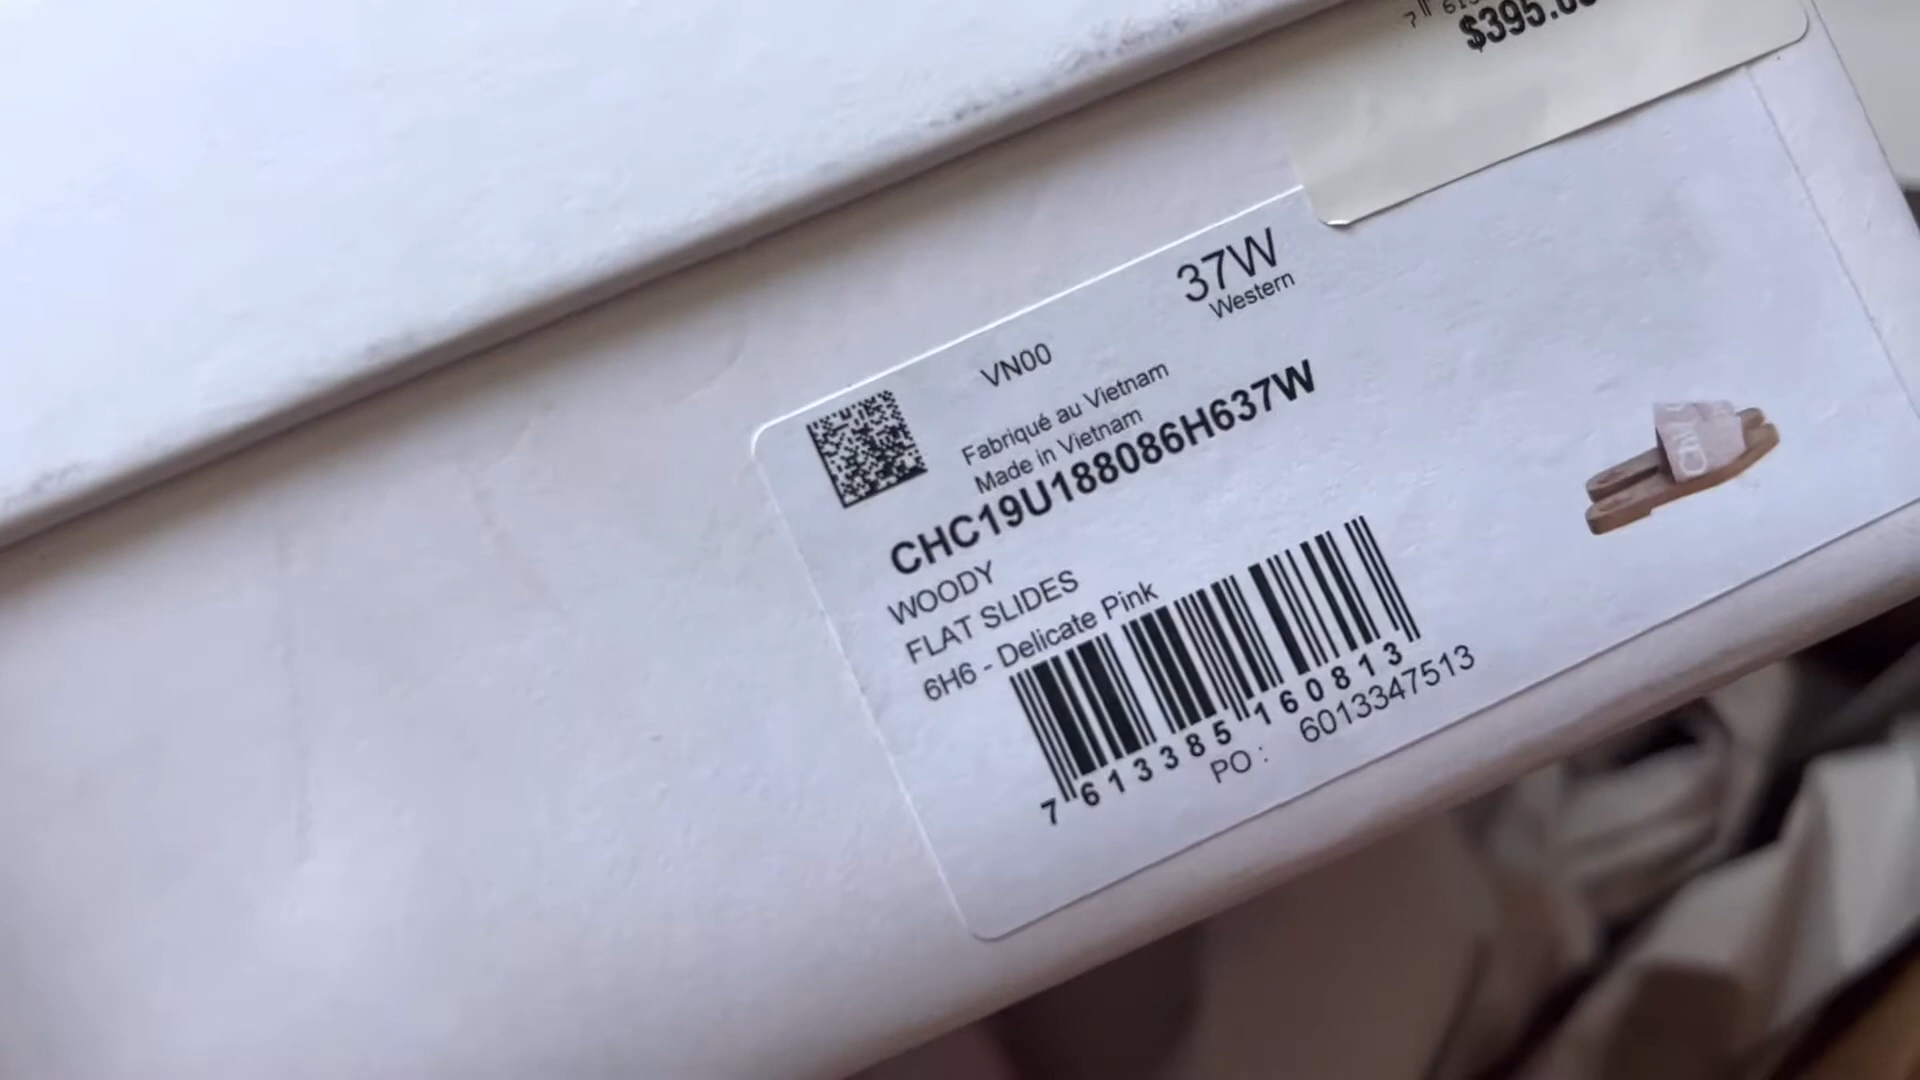 $395.00
37W
Western
VN00
Fabriqué au Vietnam
Made in Vietnam
CHC19U188086H637W
WOODY
FLAT SLIDES
6H6 - Delicate Pink
7 613385 160813
PO : 6013347513